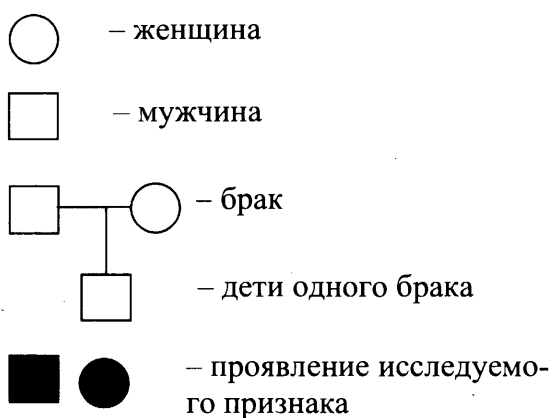 – женщина
– мужчина
– брак
– дети одного брака
– проявление исследуемо-
го признака